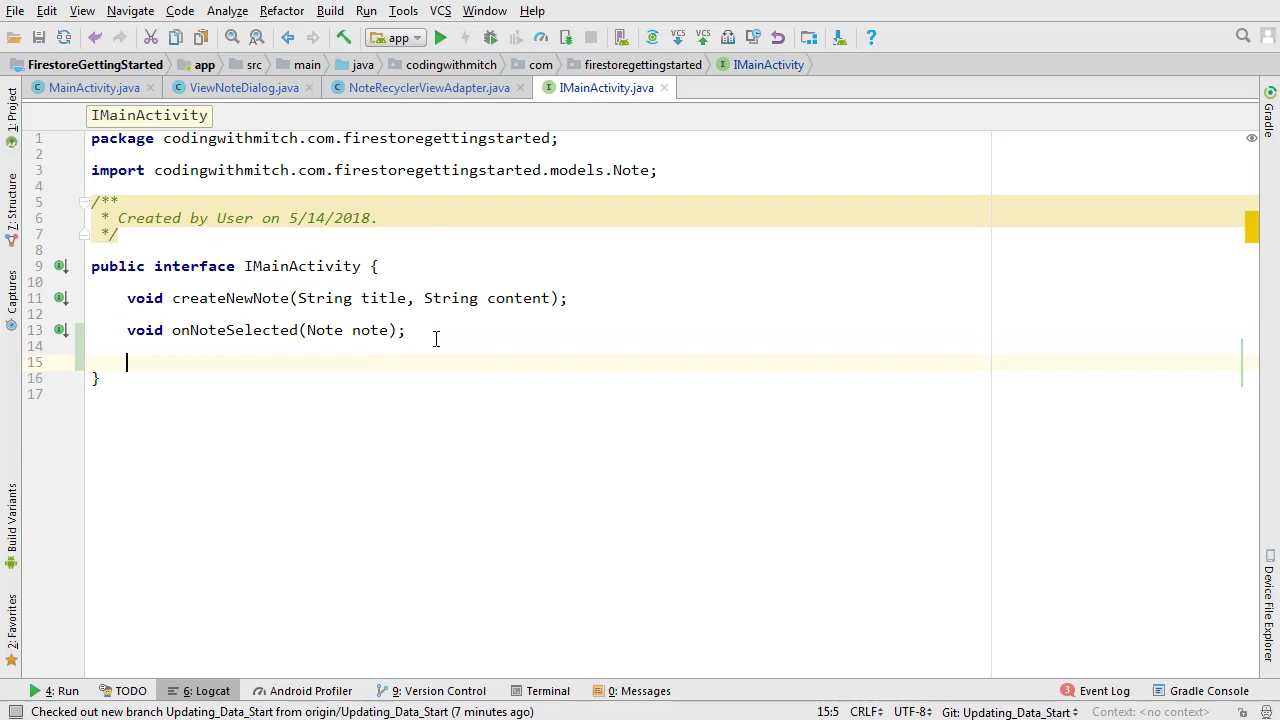 File Edit View Navigate Code Analyze Refactor Build Run Tools VCS Window Help
app VCS VCS ?
FirestoreGettingStarted app src main java codingwithmitch com firestoregettingstarted IMainActivity
MainActivity.java ViewNoteDialog.java NoteRecyclerViewAdapter.java IMainActivity.java
IMainActivity
1 package codingwithmitch.com.firestoregettingstarted;
2
3 import codingwithmitch.com.firestoregettingstarted.models.Note;
4
5 /**
6 * Created by User on 5/14/2018.
7 */
8
9 public interface IMainActivity {
10
11 void createNewNote(String title, String content);
12
13 void onNoteSelected(Note note);
14
15
16 }
17
1: Project
7: Structure
Captures
Build Variants
2: Favorites
Gradle
Device File Explorer
4: Run TODO 6: Logcat Android Profiler 9: Version Control Terminal 0: Messages 3 Event Log Gradle Console
Checked out new branch Updating_Data_Start from origin/Updating_Data_Start (7 minutes ago) 15:5 CRLF UTF-8 Git: Updating_Data_Start Context: <no context>